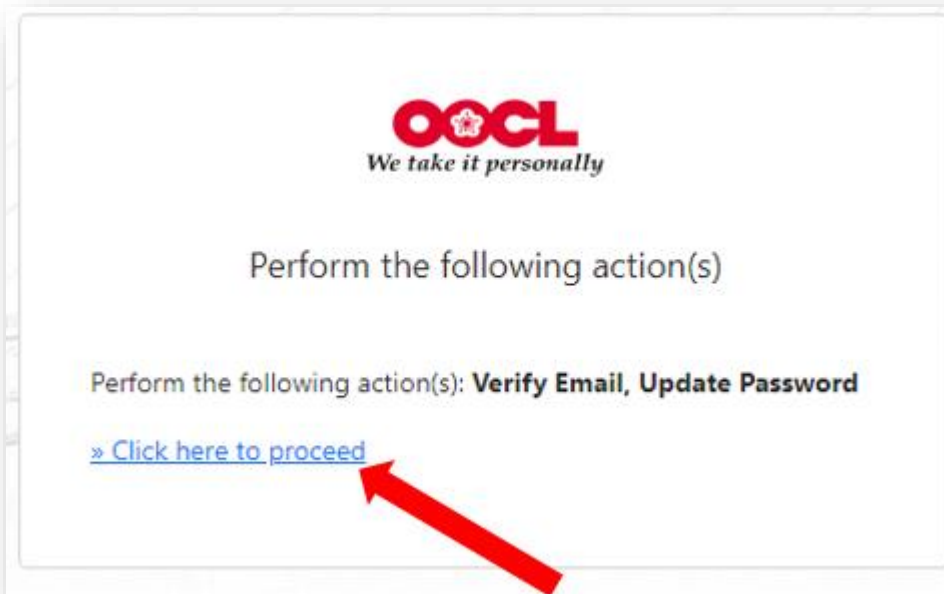 OOCL
We take it personally
Perform the following action(s)
Perform the following action(s): Verify Email, Update Password
» Click here to proceed